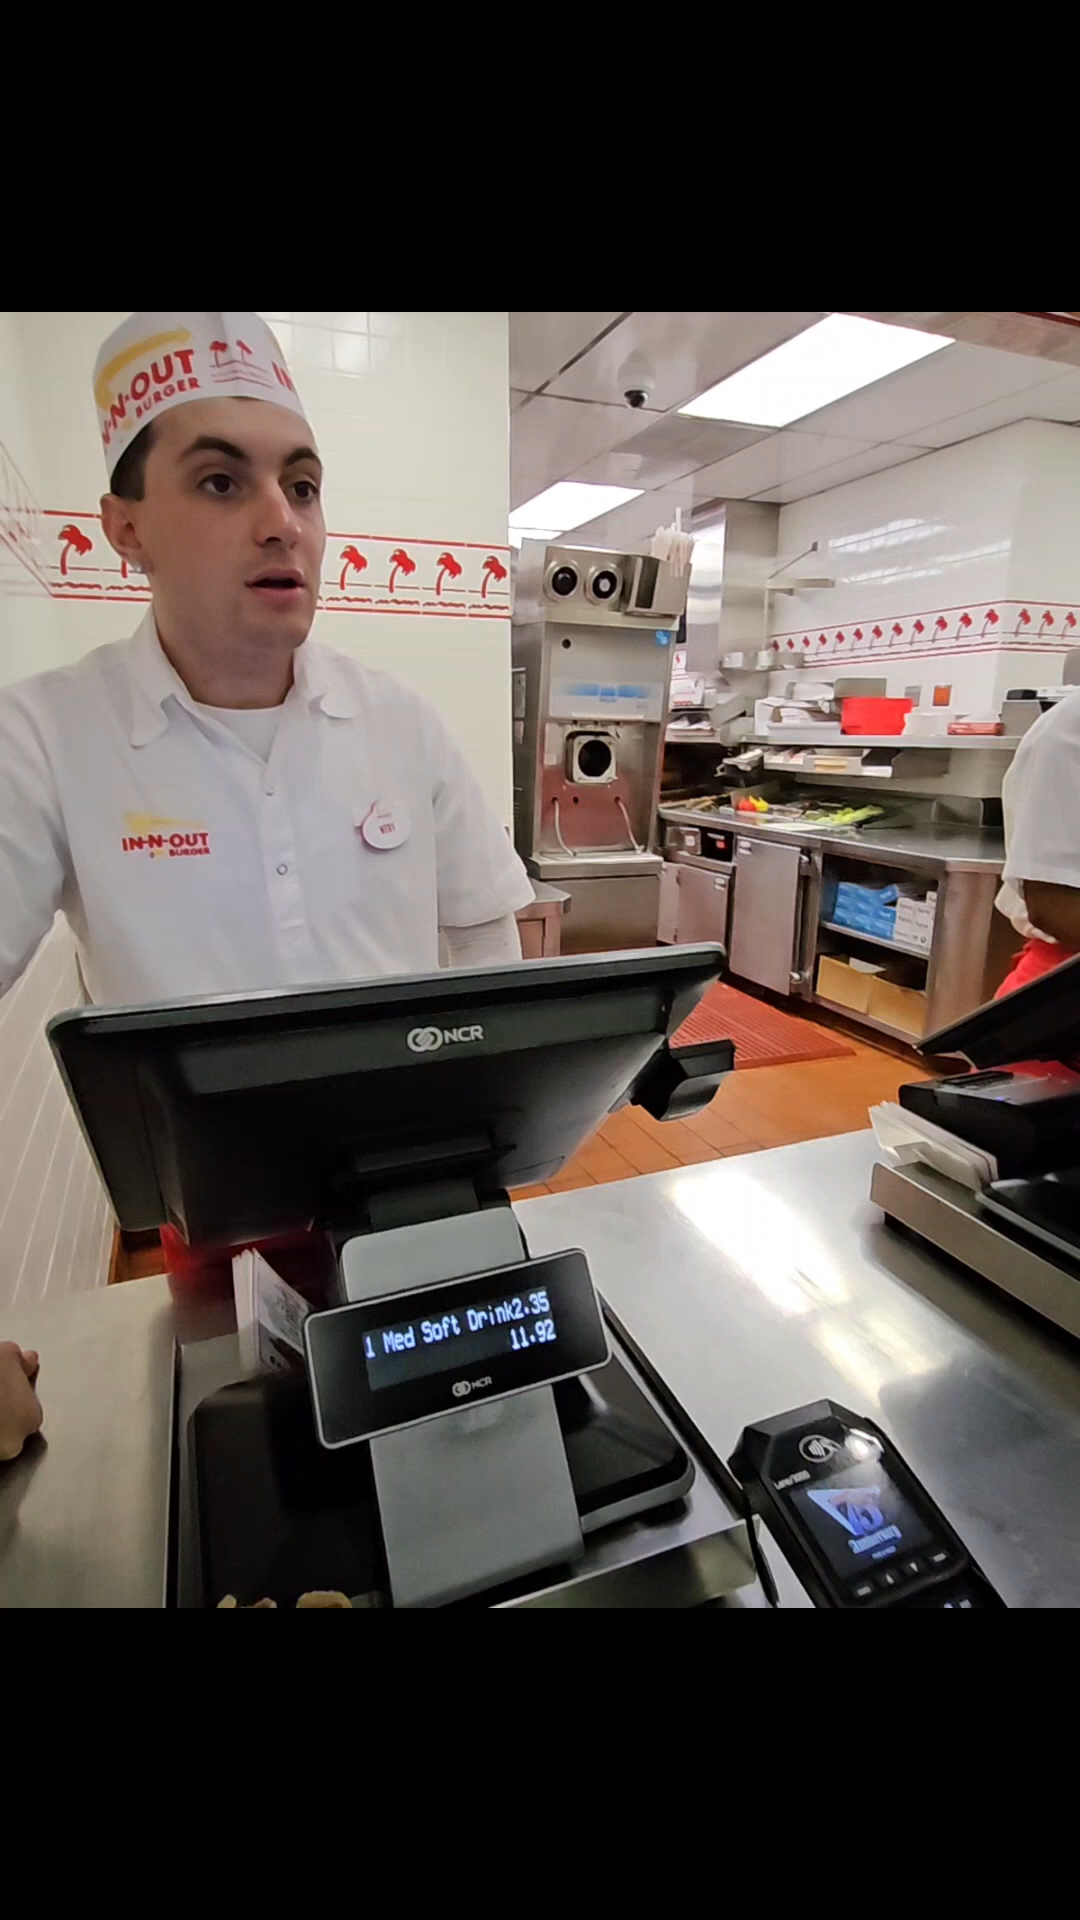 N-N-OUT
BURGER
IN
IN-N-OUT
BURGER
NCR
1 Med Soft Drink2.35
11.92
NCR
75
Anniversary